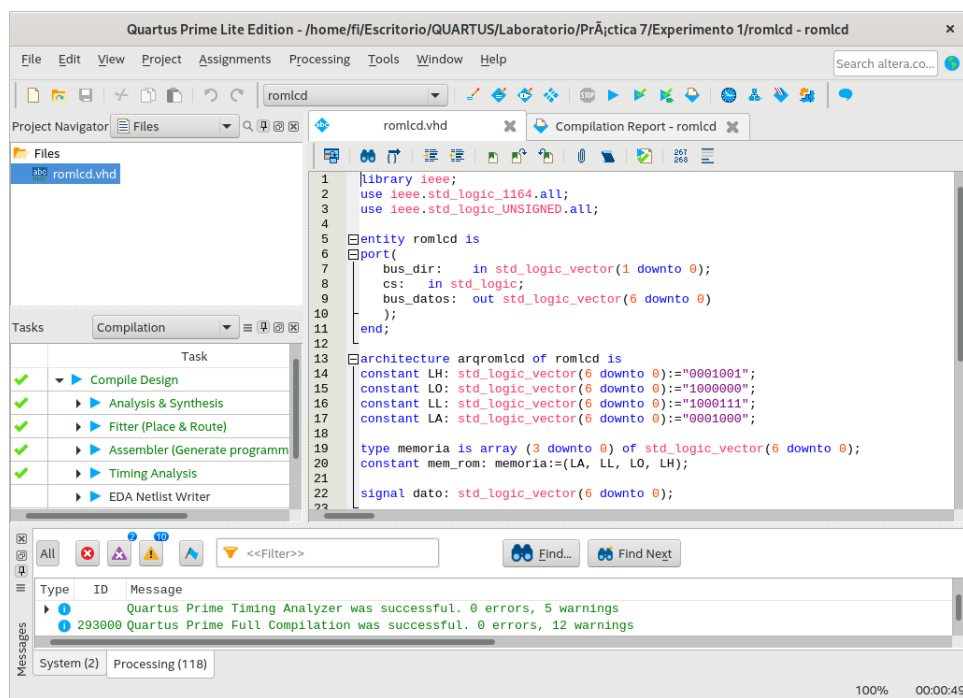 Quartus Prime Lite Edition - /home/fi/Escritorio/QUARTUS/Laboratorio/PrÃ¡ctica 7/Experimento 1/romlcd - romlcd
File Edit View Project Assignments Processing Tools Window Help
Search altera.co...
romlcd
Project Navigator Files
romlcd.vhd
Compilation Report - romlcd
Files
romlcd.vhd
267
268
1 library ieee;
2 use ieee.std_logic_1164.all;
3 use ieee.std_logic_UNSIGNED.all;
4
5 entity romlcd is
6 port(
7 bus_dir: in std_logic_vector(1 downto 0);
8 cs: in std_logic;
9 bus_datos: out std_logic_vector(6 downto 0)
10 );
11 end;
12
13 architecture arqromlcd of romlcd is
14 constant LH: std_logic_vector(6 downto 0):="0001001";
15 constant LO: std_logic_vector(6 downto 0):="1000000";
16 constant LL: std_logic_vector(6 downto 0):="1000111";
17 constant LA: std_logic_vector(6 downto 0):="0001000";
18
19 type memoria is array (3 downto 0) of std_logic_vector(6 downto 0);
20 constant mem_rom: memoria:=(LA, LL, LO, LH);
21
22 signal dato: std_logic_vector(6 downto 0);
23
Tasks Compilation
Task
Compile Design
Analysis & Synthesis
Fitter (Place & Route)
Assembler (Generate programm
Timing Analysis
EDA Netlist Writer
All 2 10 <<Filter>> Find... Find Next
Type ID Message
Quartus Prime Timing Analyzer was successful. 0 errors, 5 warnings
293000 Quartus Prime Full Compilation was successful. 0 errors, 12 warnings
Messages
System (2) Processing (118)
100% 00:00:49